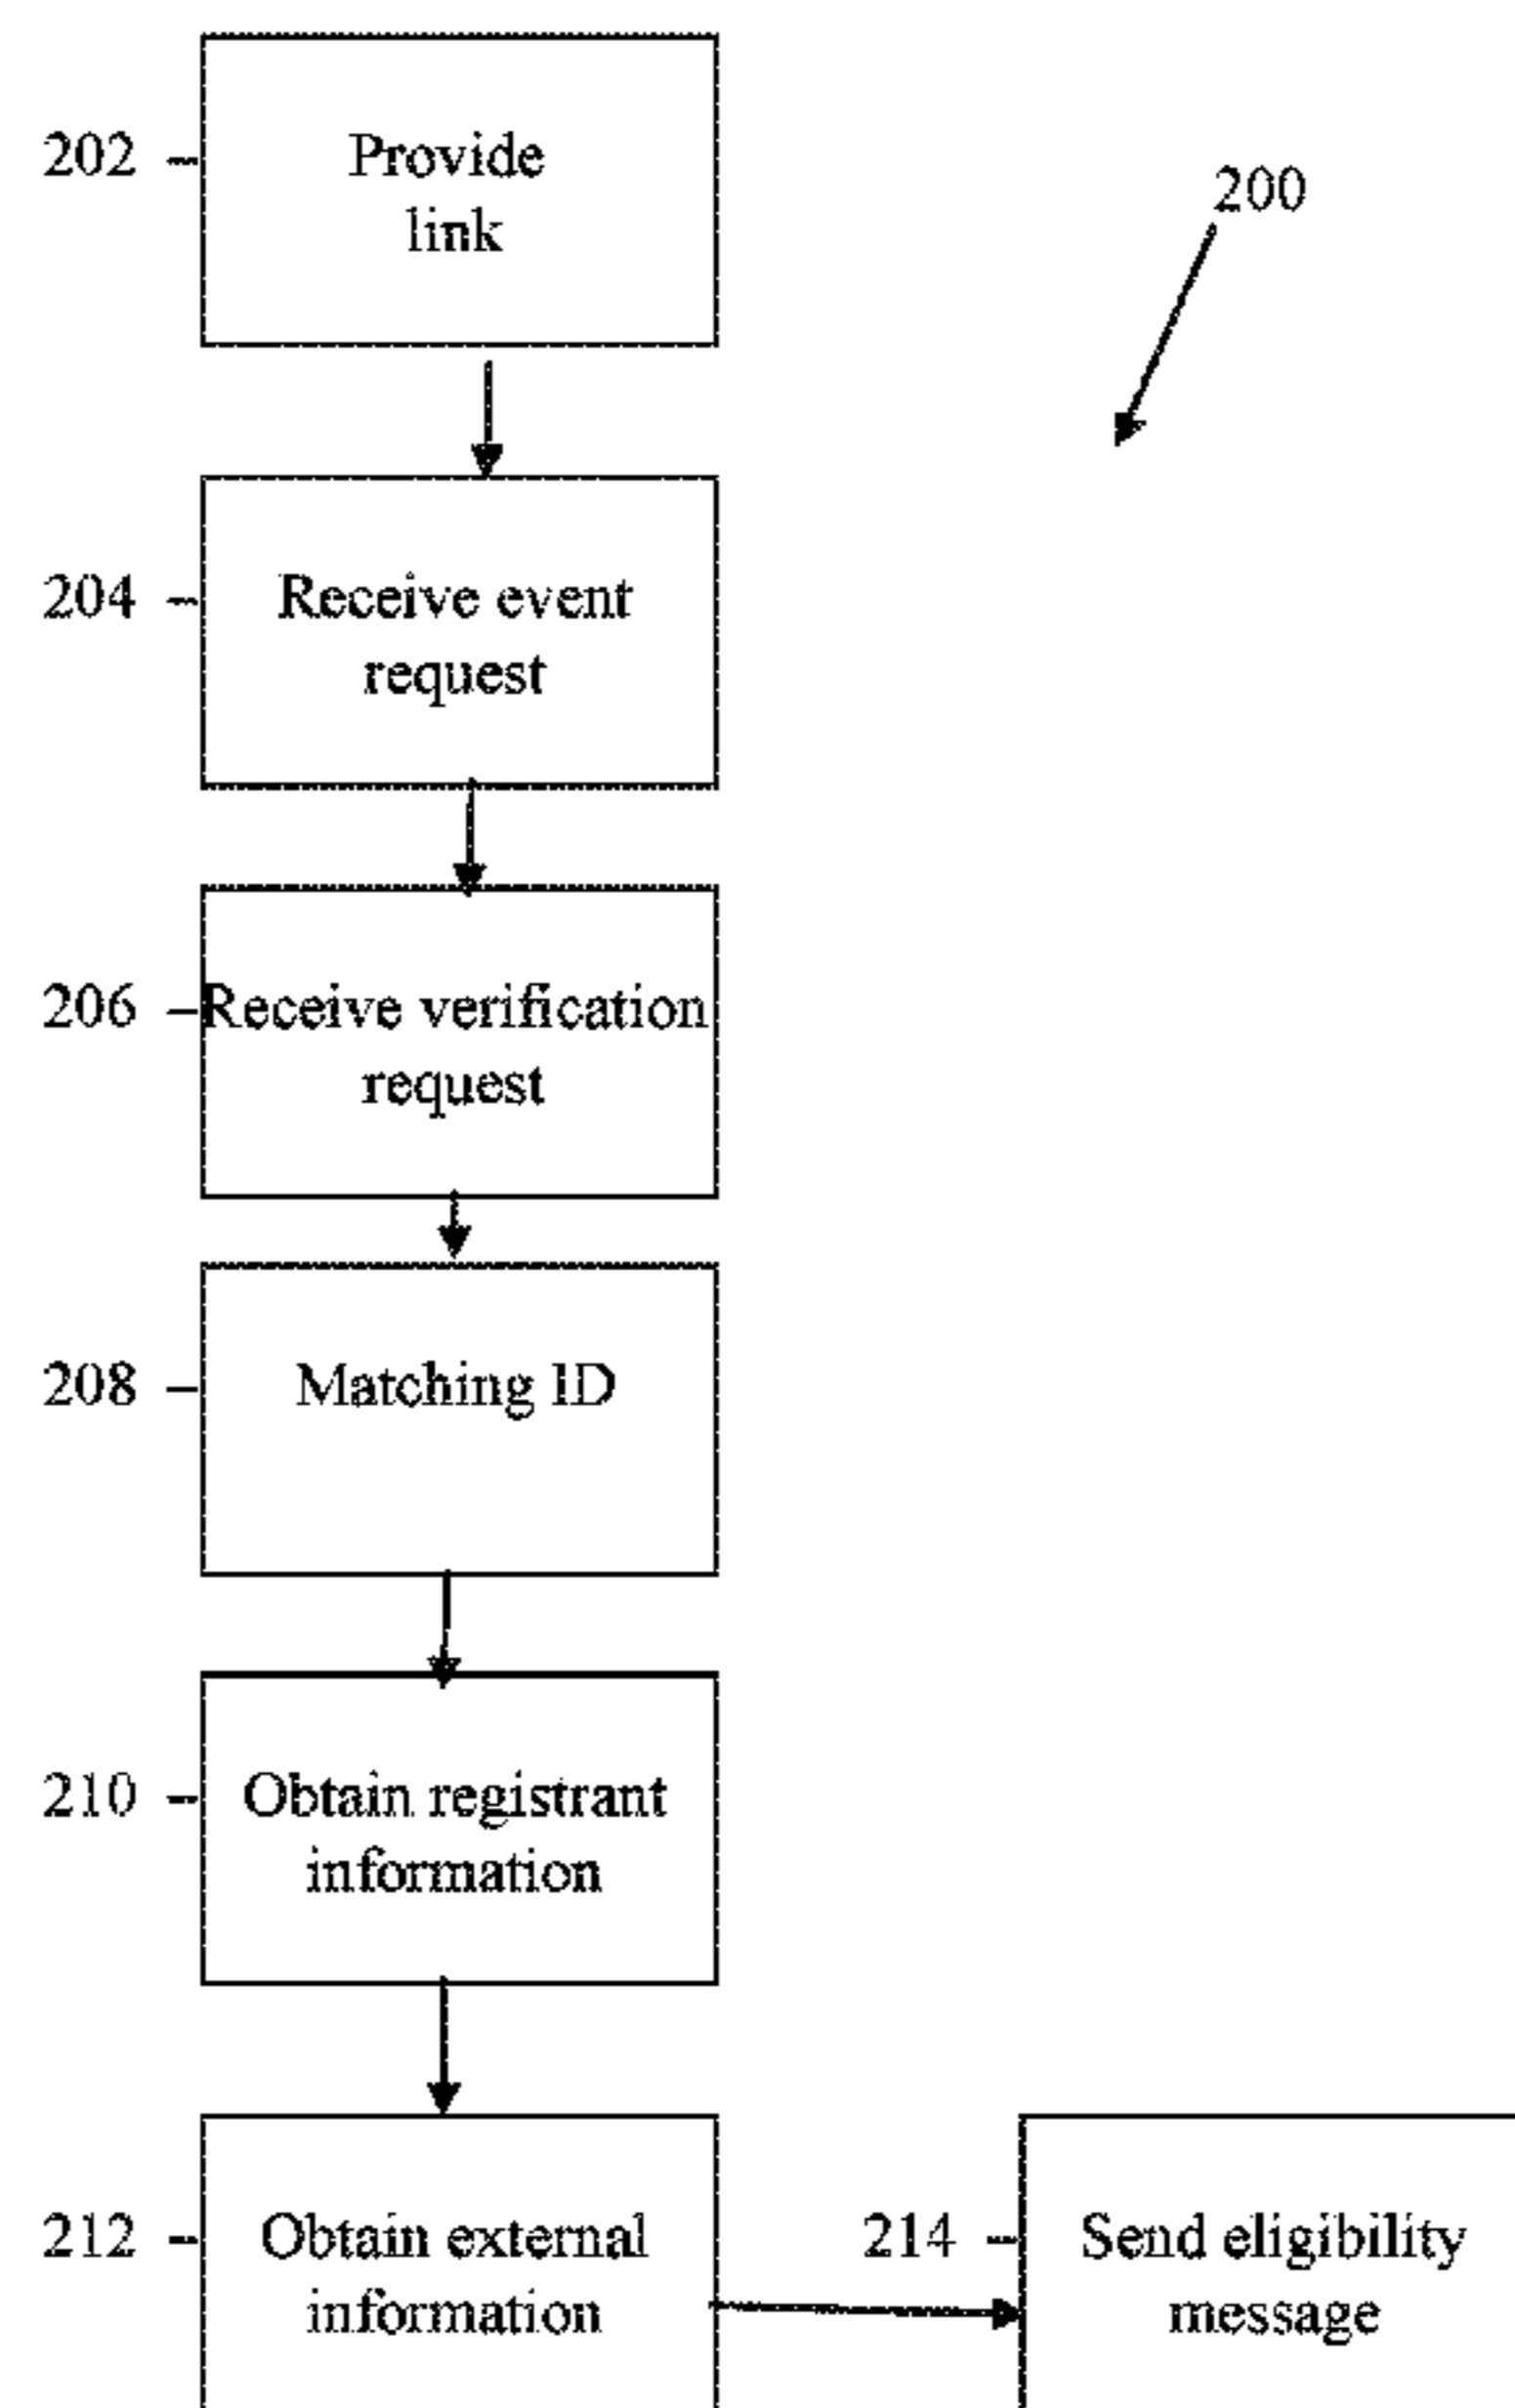 202
Provide
link
200
204
Receive event
request
206
Receive verification
request
208
Matching ID
210
Obtain registrant
information
212
Obtain external
information
214
Send eligibility
message